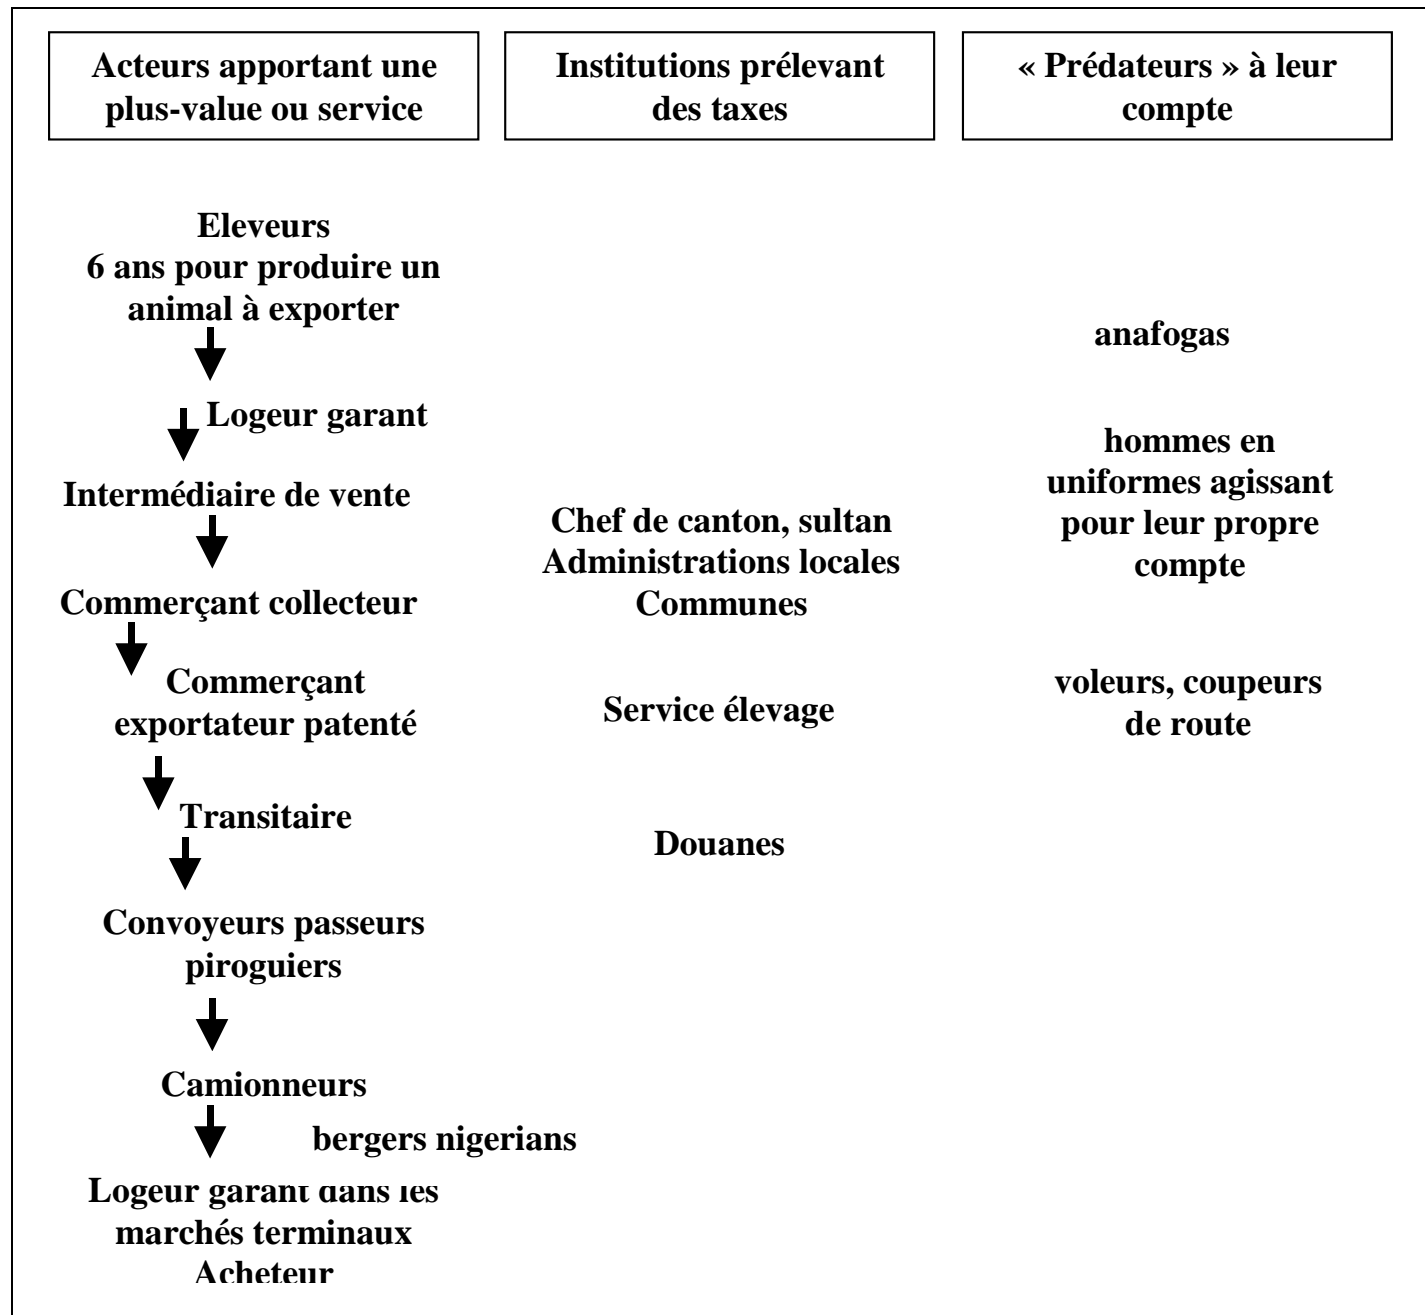 Acteurs apportant une
plus-value ou service
Institutions prélevant
des taxes
« Prédateurs » à leur
compte
Eleveurs
6 ans pour produire un
animal à exporter
Logeur garant
Intermédiaire de vente
Commerçant collecteur
Commerçant
exportateur patenté
Transitaire
Convoyeurs passeurs
piroguiers
Camionneurs
bergers nigerians
Logeur garant dans les
marchés terminaux
Acheteur
Chef de canton, sultan
Administrations locales
Communes
Service élevage
Douanes
anafogas
hommes en
uniformes agissant
pour leur propre
compte
voleurs, coupeurs
de route